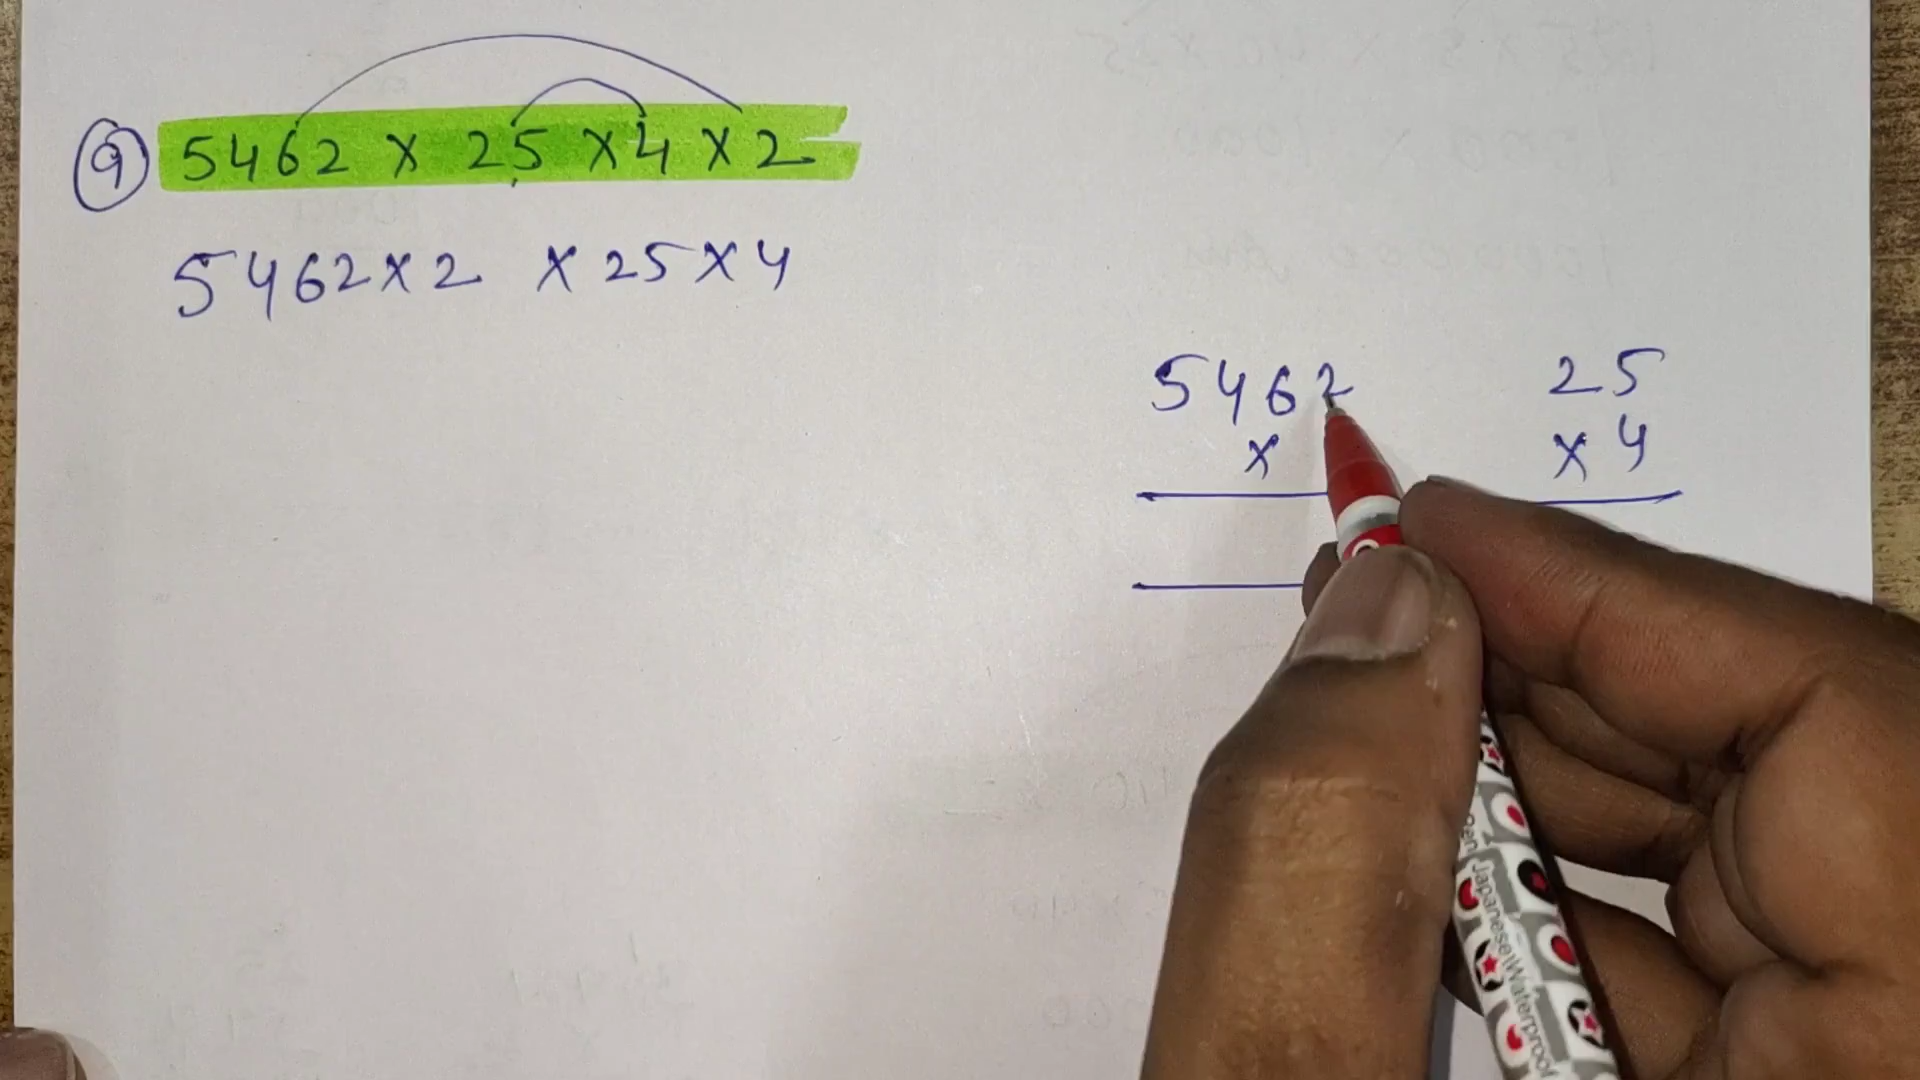 9 5462 x 25 x 4 x 2
5462 x 2 x 25 x 4
5462 25
x x 4
Japanese Waterproof